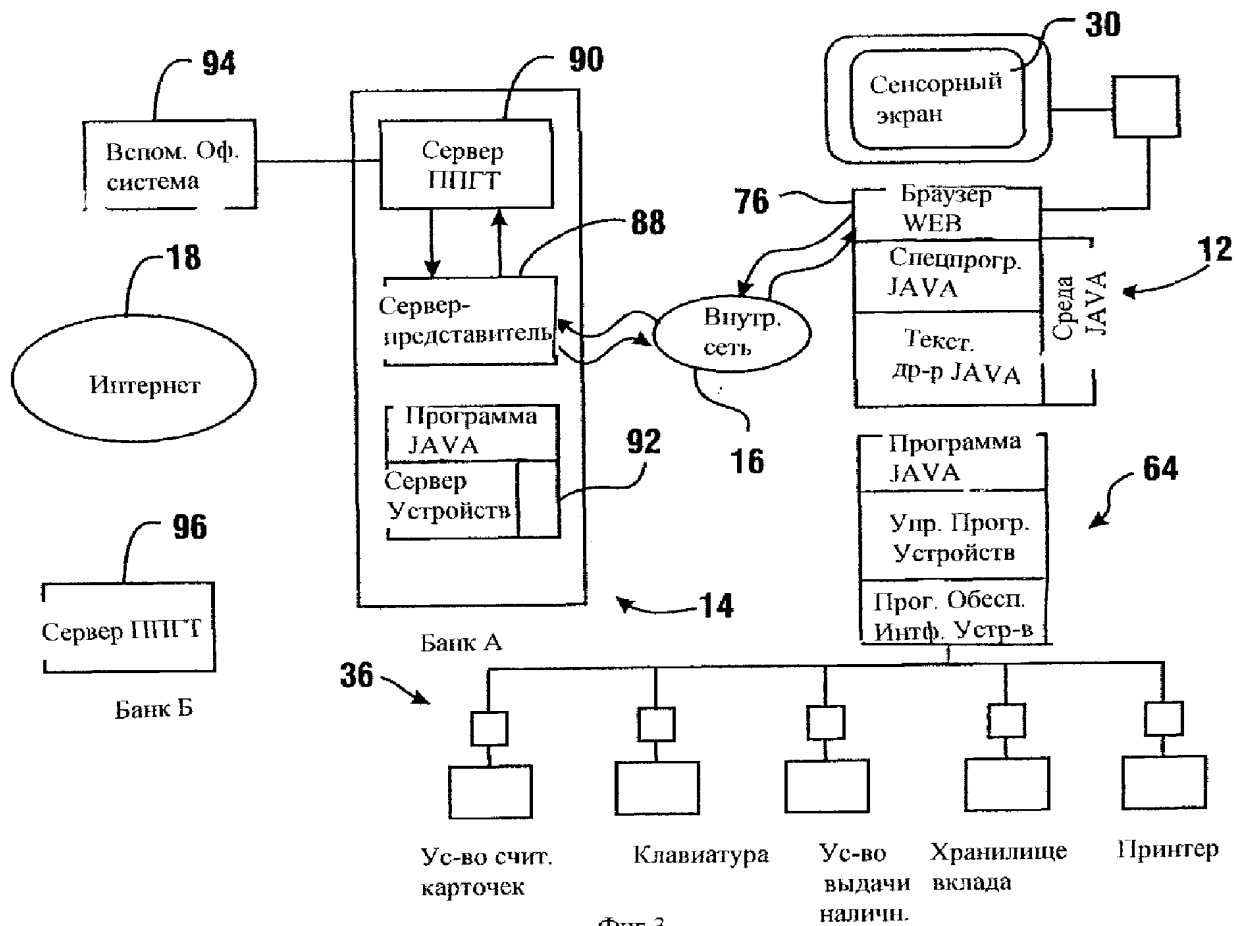 94
Вспом. Оф.
система
18
Интернет
96
Сервер ППГТ
Банк Б
90
Сервер
ППГТ
88
Сервер-
представитель
Программа
JAVA
92
Сервер
Устройств
14
Банк А
Внутр.
сеть
16
30
Сенсорный
экран
76
Браузер
WEB
Спецпрогр.
JAVA
Текст.
др-р JAVA
Среда
JAVA
12
Программа
JAVA
64
Упр. Прогр.
Устройств
Прог. Обесп.
Интф. Устр-в
36
Ус-во счит.
карточек
Клавиатура
Ус-во
выдачи
наличн.
Хранилище
вклада
Принтер
Фиг.3